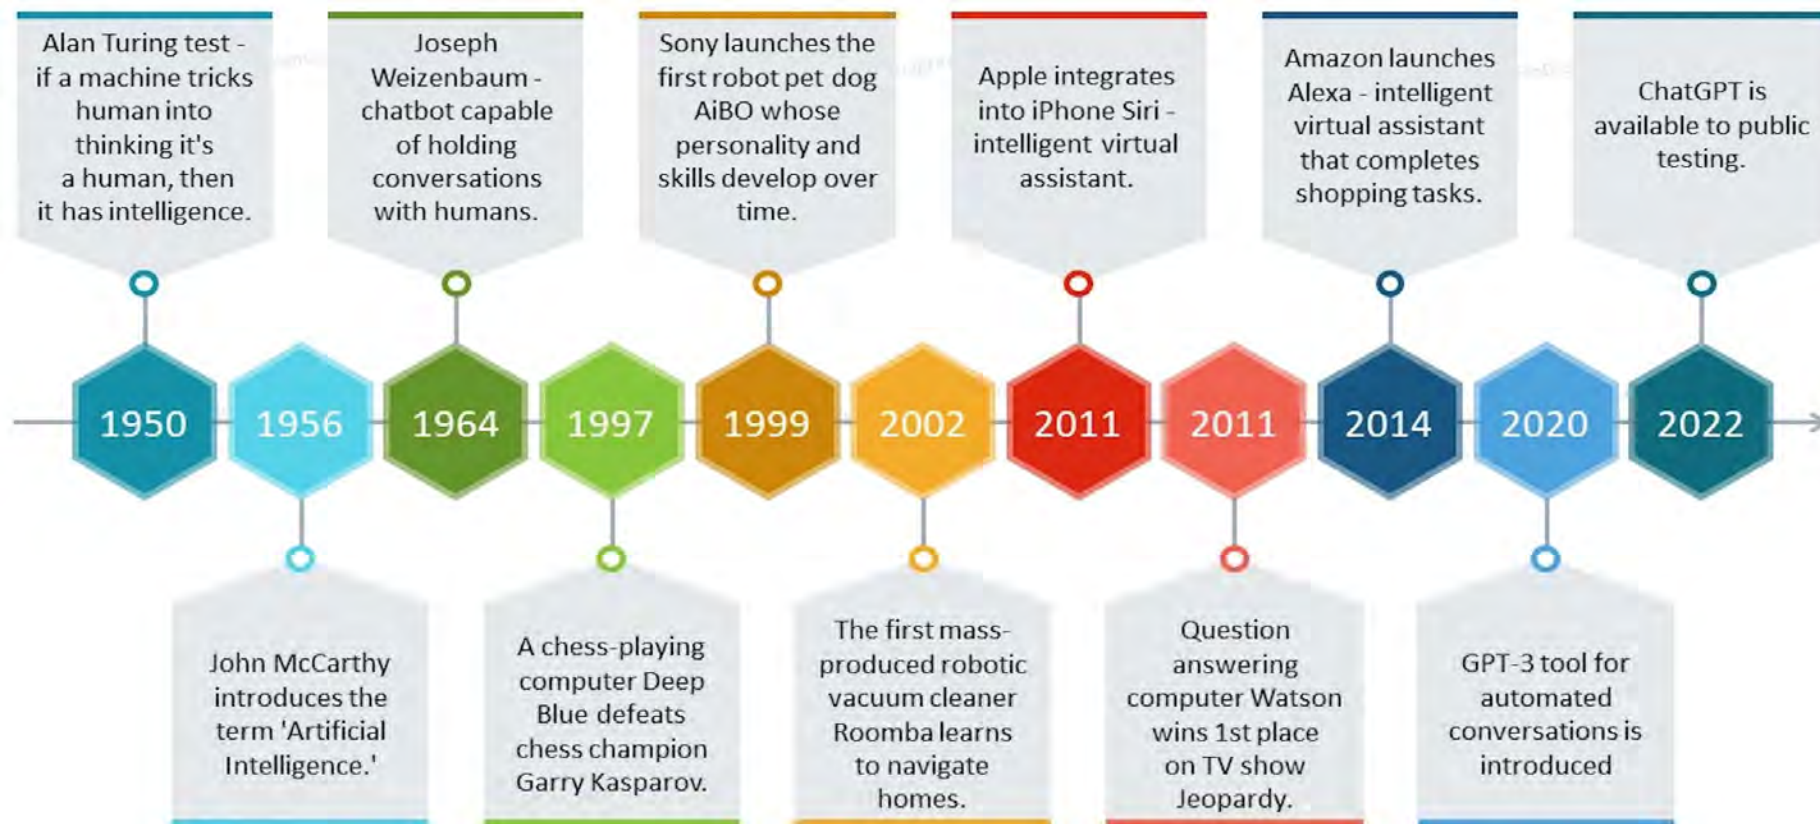 Alan Turing test -
if a machine tricks
human into
thinking it's
a human, then
it has intelligence.
Joseph
Weizenbaum -
chatbot capable
of holding
conversations
with humans.
Sony launches the
first robot pet dog
AiBO whose
personality and
skills develop over
time.
Apple integrates
into iPhone Siri -
intelligent virtual
assistant.
Amazon launches
Alexa - intelligent
virtual assistant
that completes
shopping tasks.
ChatGPT is
available to public
testing.
1950
1956
1964
1997
1999
2002
2011
2011
2014
2020
2022
John McCarthy
introduces the
term 'Artificial
Intelligence.'
A chess-playing
computer Deep
Blue defeats
chess champion
Garry Kasparov.
The first mass-
produced robotic
vacuum cleaner
Roomba learns
to navigate
homes.
Question
answering
computer Watson
wins 1st place
on TV show
Jeopardy.
GPT-3 tool for
automated
conversations is
introduced